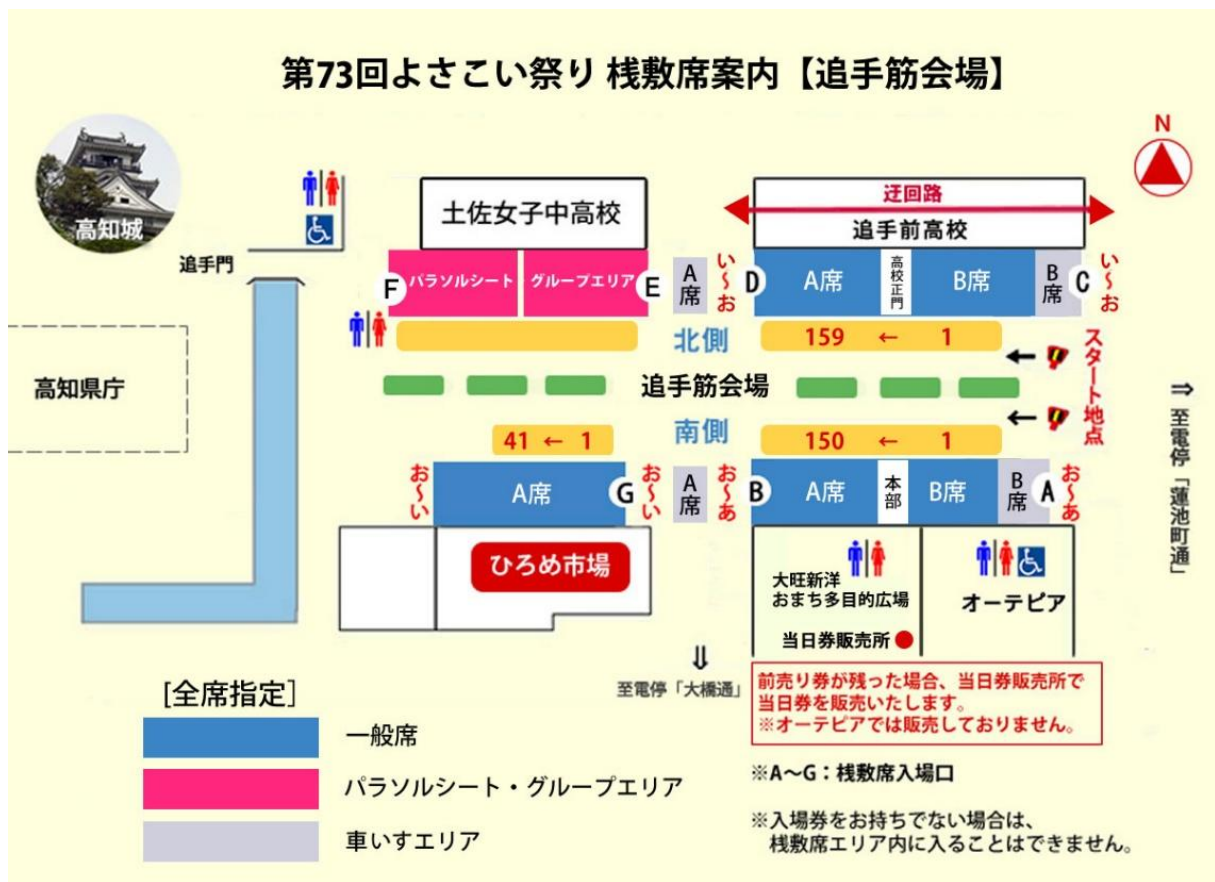 第73回よさこい祭り 桟敷席案内【追手筋会場】
N
高知城
追手門
土佐女子中高校
迂回路
追手前高校
F
パラソルシート
グループエリア
E
A席
い〜お
D
A席
高校正門
B席
B席
C
い〜お
北側
159 ← 1
スタート地点
高知県庁
追手筋会場
⇒至電停「蓮池町通」
南側
41 ← 1
150 ← 1
お〜い
A席
G
お〜い
A席
お〜あ
B
A席
本部
B席
B席
A
お〜あ
ひろめ市場
大旺新洋
おまち多目的広場
オーテピア
当日券販売所
⇓
至電停「大橋通」
前売り券が残った場合、当日券販売所で
当日券を販売いたします。
※オーテピアでは販売しておりません。
[全席指定]
一般席
パラソルシート・グループエリア
車いすエリア
※A〜G：桟敷席入場口
※入場券をお持ちでない場合は、
桟敷席エリア内に入ることはできません。